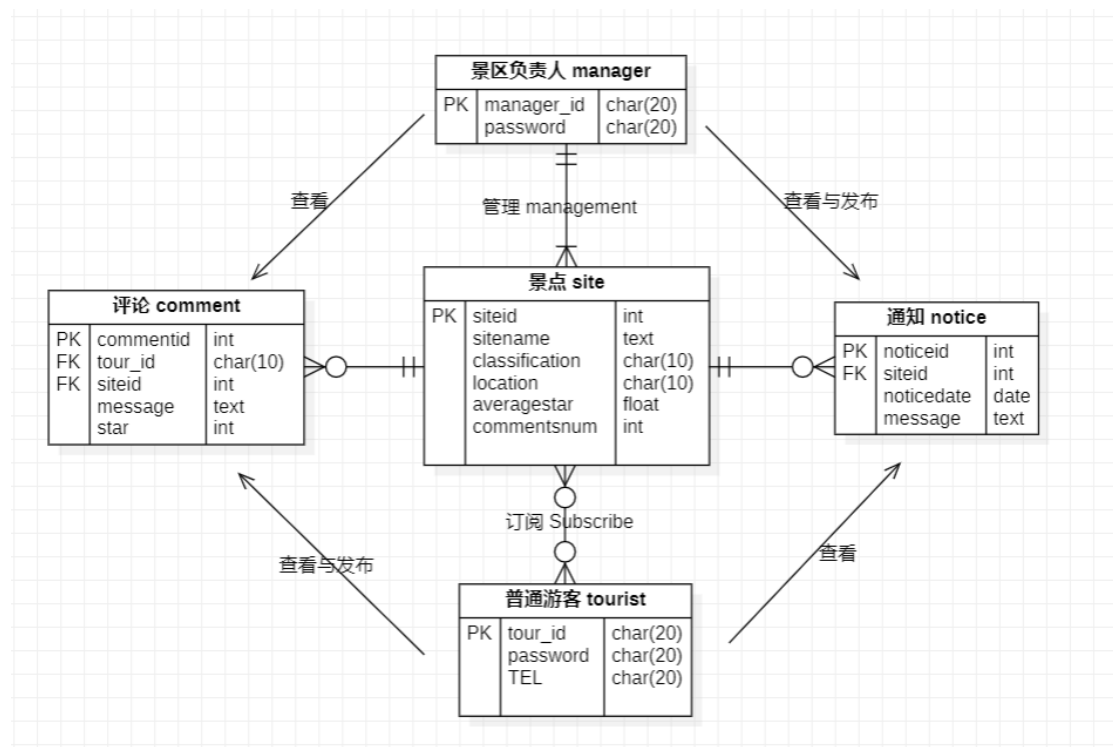 景区负责人 manager
PK manager_id char(20)
password char(20)
查看
管理 management
查看与发布
评论 comment
PK commentid int
FK tour_id char(10)
FK siteid int
message text
star int
景点 site
PK siteid int
sitename text
classification char(10)
location char(10)
averagestar float
commentsnum int
通知 notice
PK noticeid int
FK siteid int
noticedate date
message text
订阅 Subscribe
查看与发布
查看
普通游客 tourist
PK tour_id char(20)
password char(20)
TEL char(20)